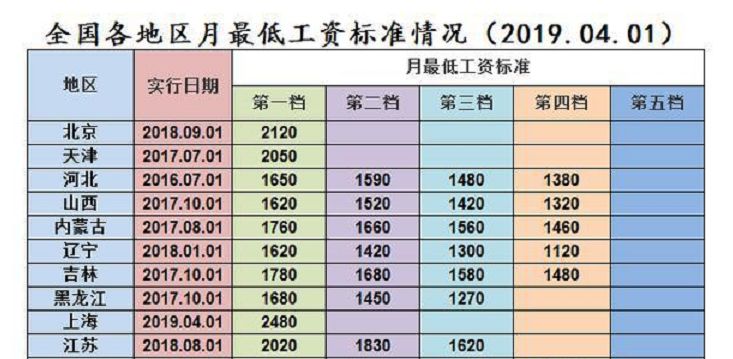 全国各地区月最低工资标准情况（2019.04.01）
地区 实行日期 月最低工资标准
第一档 第二档 第三档 第四档 第五档
北京 2018.09.01 2120
天津 2017.07.01 2050
河北 2016.07.01 1650 1590 1480 1380
山西 2017.10.01 1620 1520 1420 1320
内蒙古 2017.08.01 1760 1660 1560 1460
辽宁 2018.01.01 1620 1420 1300 1120
吉林 2017.10.01 1780 1680 1580 1480
黑龙江 2017.10.01 1680 1450 1270
上海 2019.04.01 2480
江苏 2018.08.01 2020 1830 1620